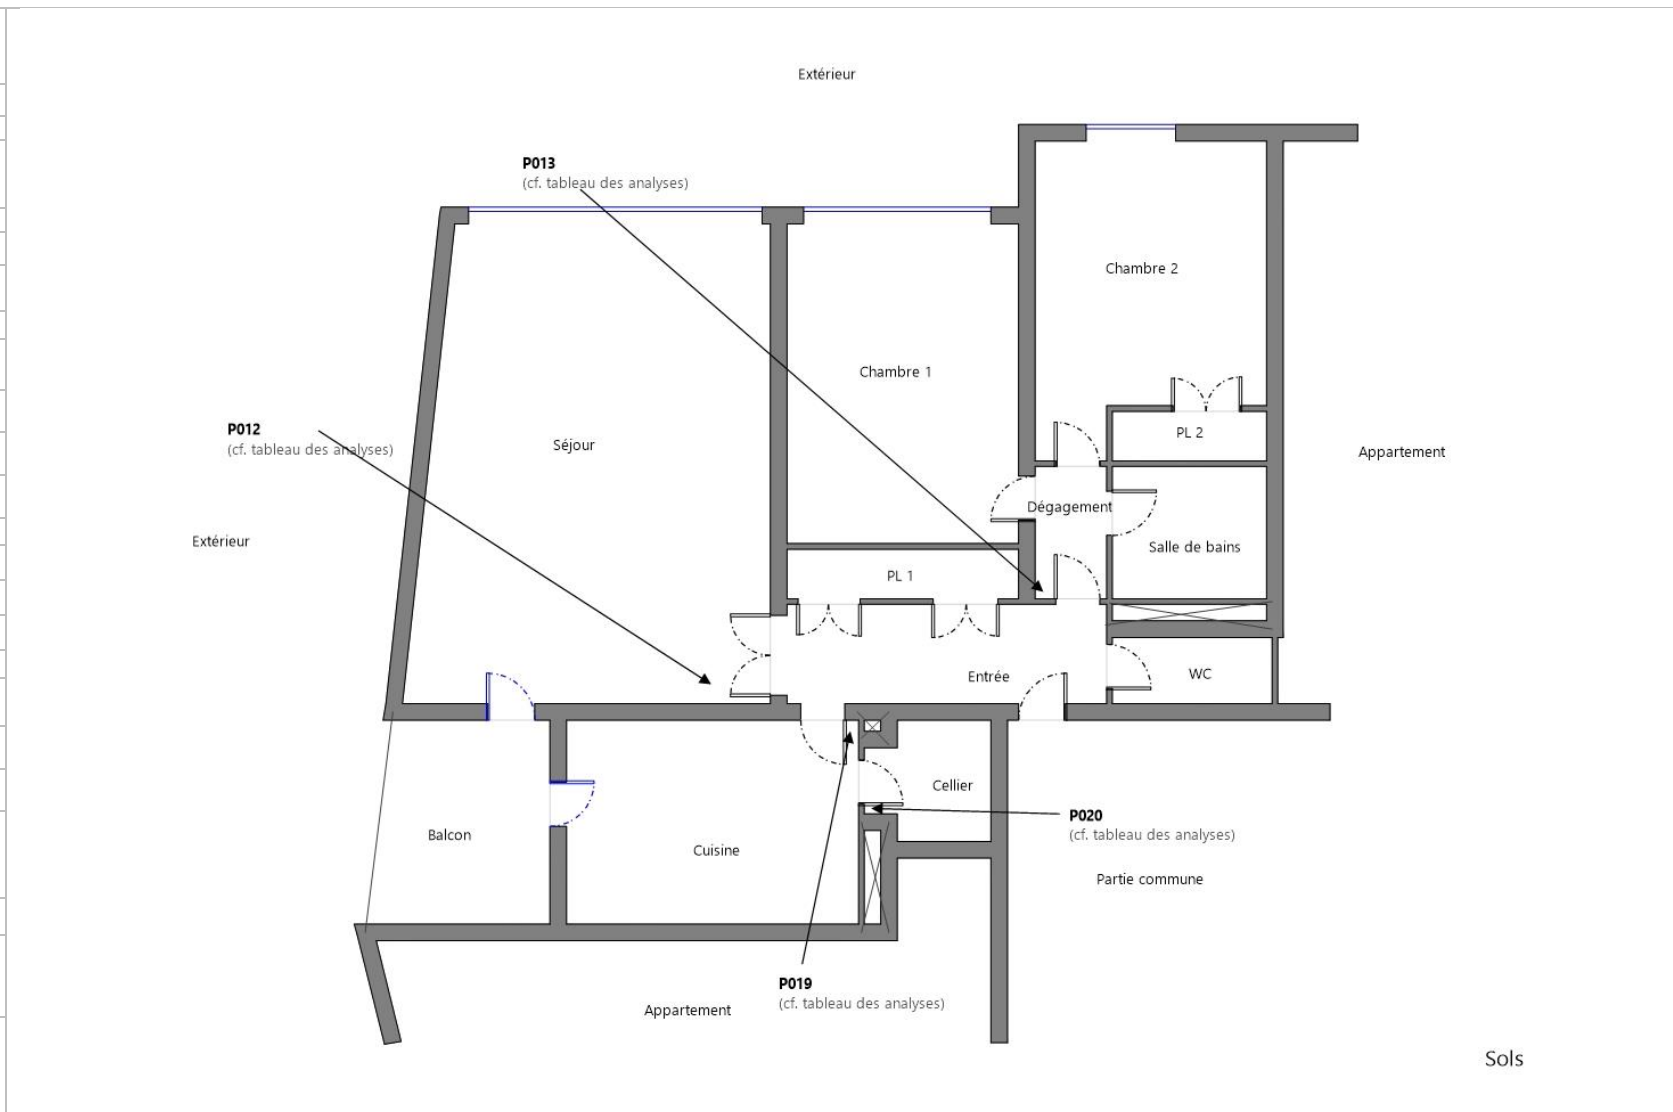 Extérieur
P013
(cf. tableau des analyses)
Chambre 2
Chambre 1
P012
(cf. tableau des analyses)
Séjour
PL 2
Appartement
Dégagement
Extérieur
Salle de bains
PL 1
Entrée
WC
Cellier
P020
(cf. tableau des analyses)
Balcon
Cuisine
Partie commune
P019
(cf. tableau des analyses)
Appartement
Sols